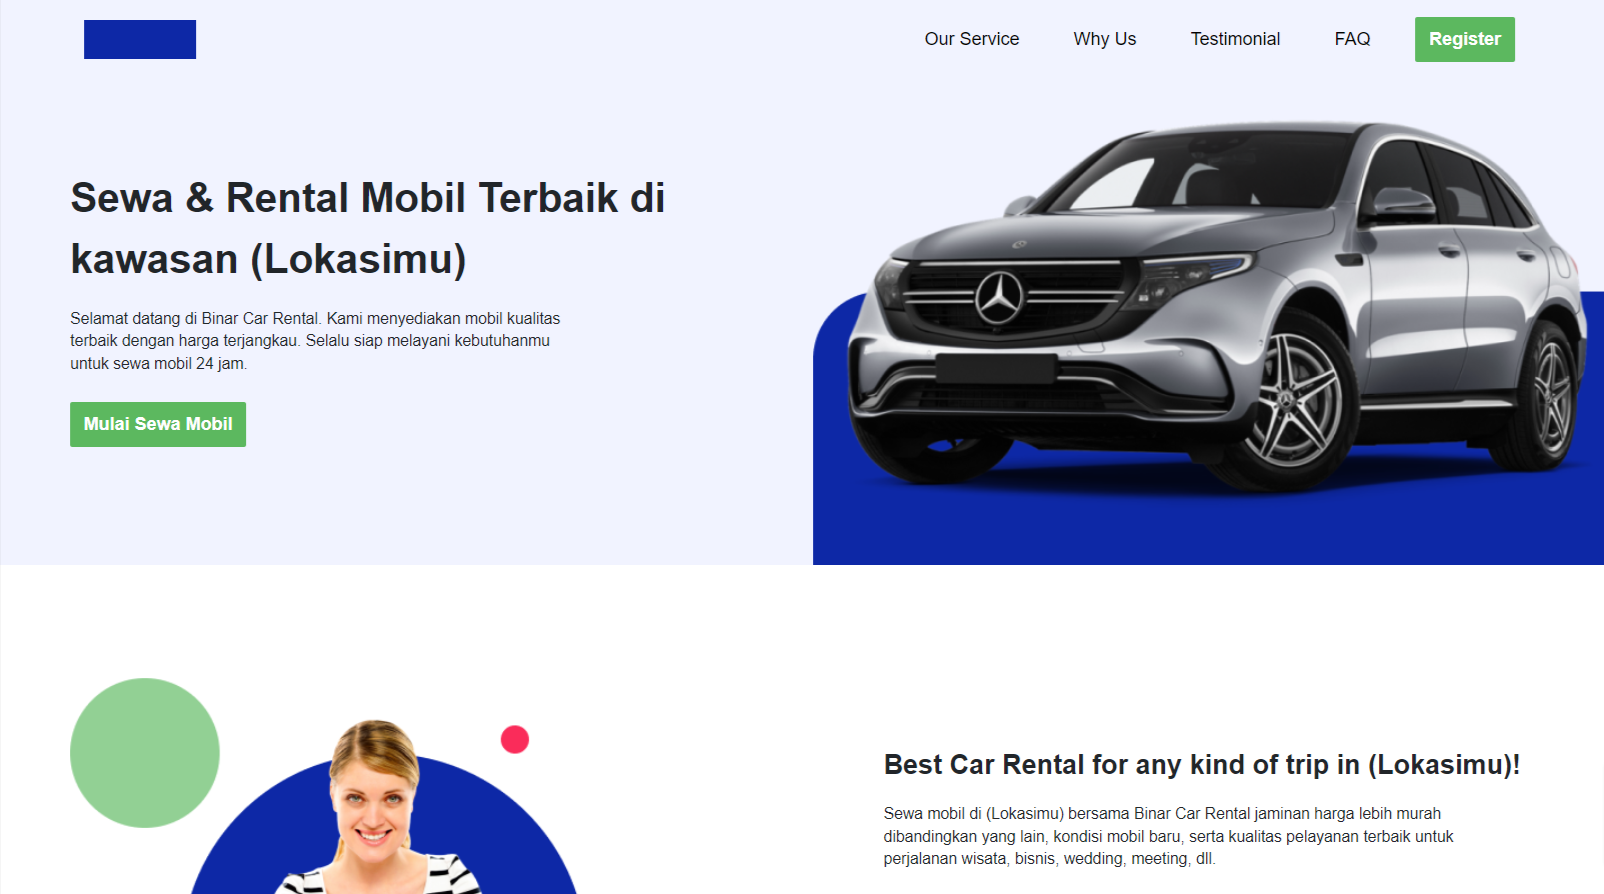 Our Service Why Us Testimonial FAQ Register
Sewa & Rental Mobil Terbaik di
kawasan (Lokasimu)
Selamat datang di Binar Car Rental. Kami menyediakan mobil kualitas
terbaik dengan harga terjangkau. Selalu siap melayani kebutuhanmu
untuk sewa mobil 24 jam.
Mulai Sewa Mobil
Best Car Rental for any kind of trip in (Lokasimu)!
Sewa mobil di (Lokasimu) bersama Binar Car Rental jaminan harga lebih murah
dibandingkan yang lain, kondisi mobil baru, serta kualitas pelayanan terbaik untuk
perjalanan wisata, bisnis, wedding, meeting, dll.